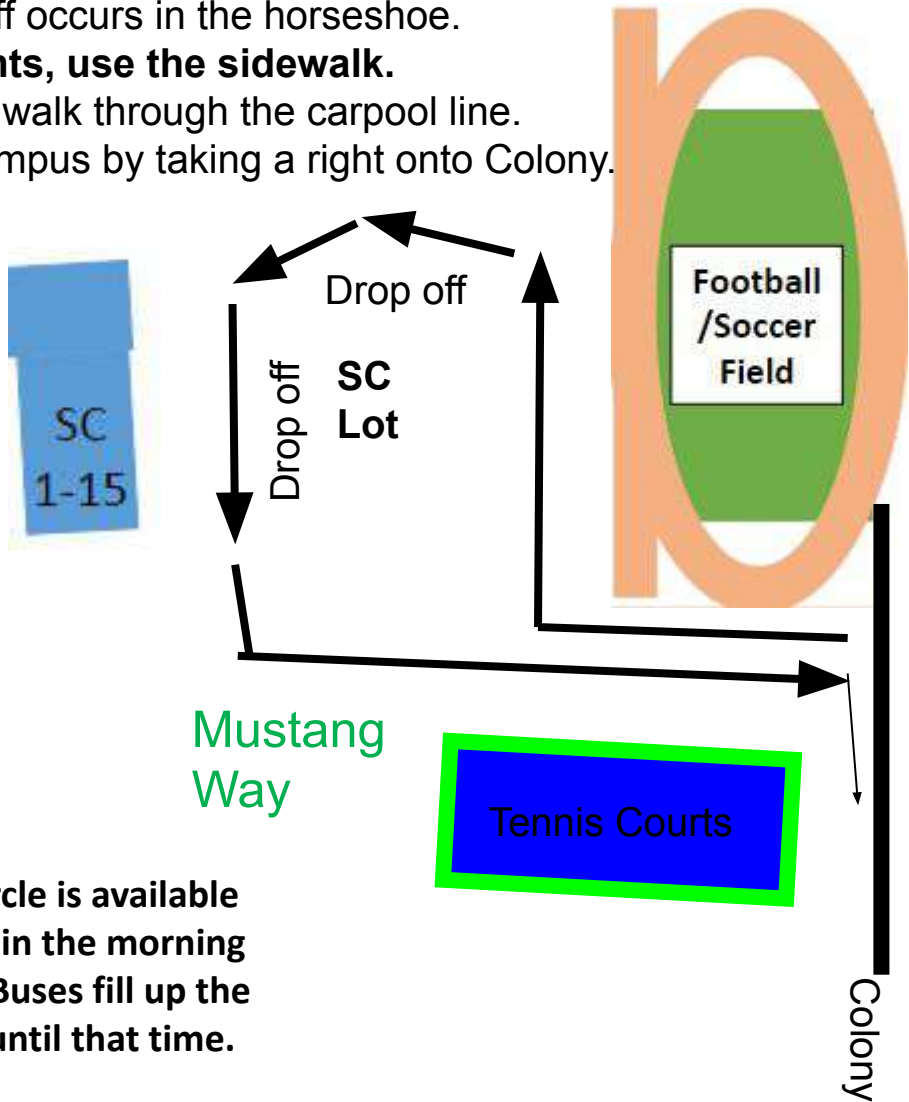 ff occurs in the horseshoe.
nts, use the sidewalk.
walk through the carpool line.
mpus by taking a right onto Colony.
Football
/Soccer
Field
Drop off
Drop off
SC
Lot
SC
1-15
Mustang
Way
Tennis Courts
rcle is available
in the morning
Buses fill up the
until that time.
Colony